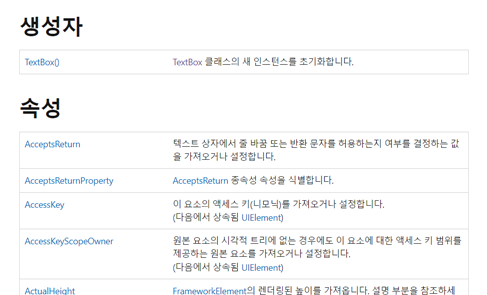 생성자
TextBox() TextBox 클래스의 새 인스턴스를 초기화합니다.
속성
AcceptsReturn 텍스트 상자에서 줄 바꿈 또는 반환 문자를 허용하는지 여부를 결정하는 값
을 가져오거나 설정합니다.
AcceptsReturnProperty AcceptsReturn 종속성 속성을 식별합니다.
AccessKey 이 요소의 액세스 키(니모닉)를 가져오거나 설정합니다.
(다음에서 상속됨 UIElement)
AccessKeyScopeOwner 원본 요소의 시각적 트리에 없는 경우에도 이 요소에 대한 액세스 키 범위를
제공하는 원본 요소를 가져오거나 설정합니다.
(다음에서 상속됨 UIElement)
ActualHeight FrameworkElement의 렌더링된 높이를 가져옵니다. 설명 부분을 참조하세